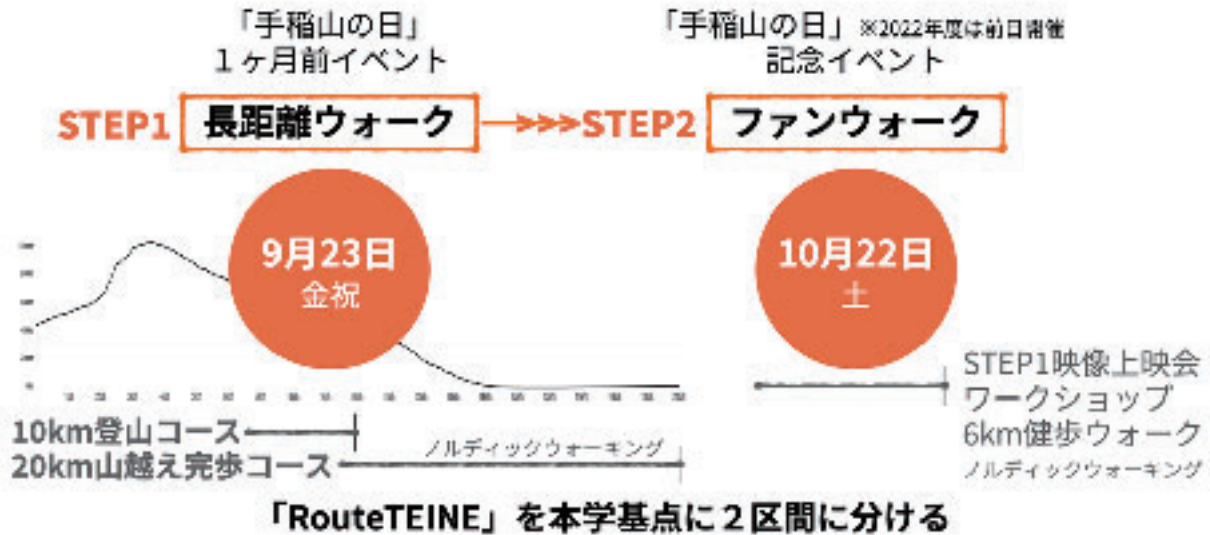 「手稲山の日」
1ヶ月前イベント
「手稲山の日」※2022年度は前日開催
記念イベント
STEP1 長距離ウォーク
>>>STEP2 ファンウォーク
9月23日
金祝
10月22日
土
STEP1映像上映会
ワークショップ
6km健歩ウォーク
ノルディックウォーキング
10km登山コース
ノルディックウォーキング
20km山越え完歩コース
「RouteTEINE」を本学基点に2区間に分ける